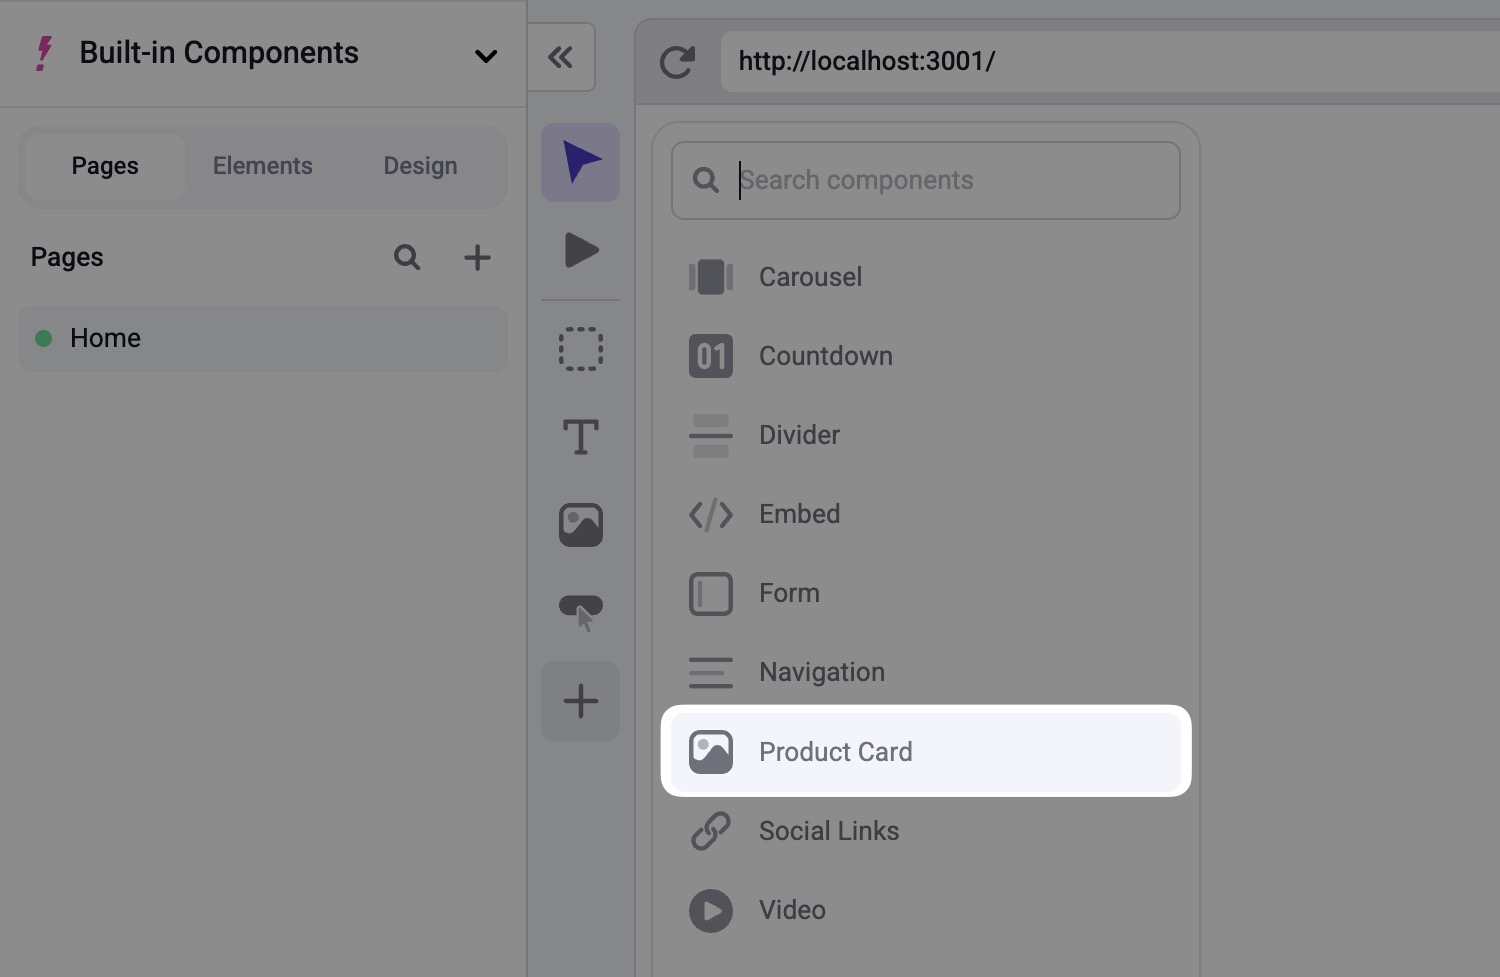 Built-in Components
http://localhost:3001/
Pages
Elements
Design
Pages
Home
Search components
Carousel
01
Countdown
Divider
Embed
Form
Navigation
Product Card
Social Links
Video